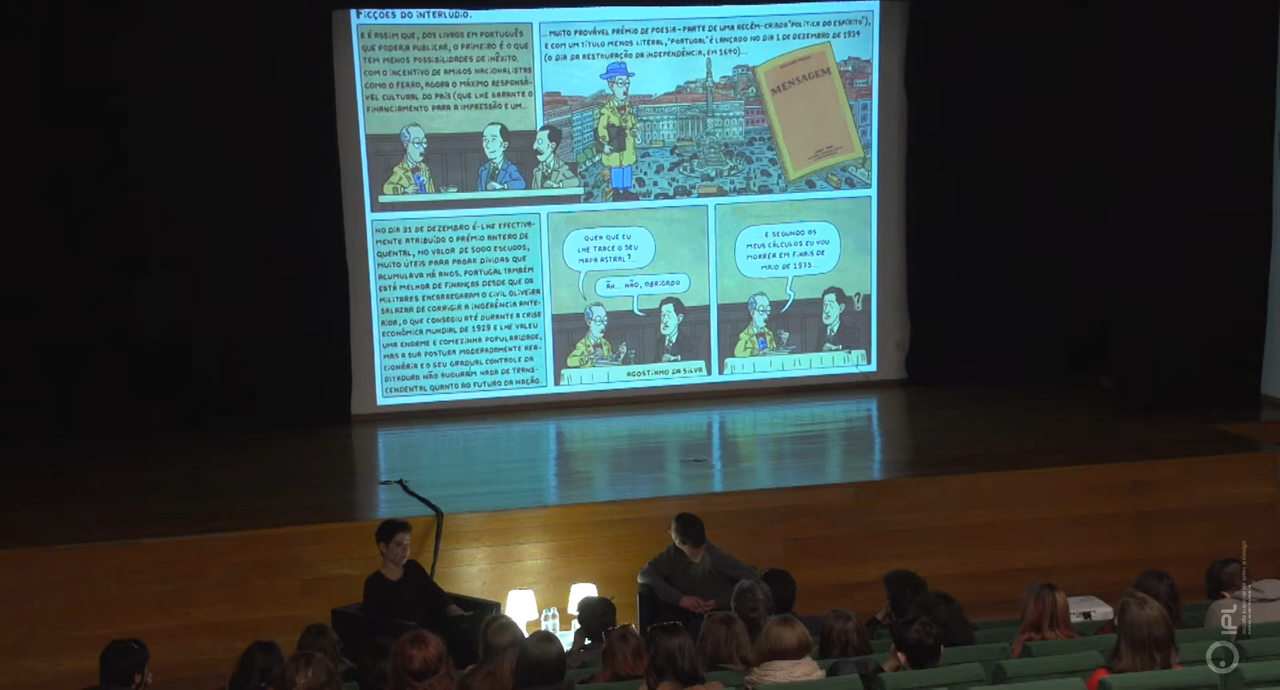 FICÇÕES DO INTERLÚDIO.
E É ASSIM QUE, DOS LIVROS EM PORTUGUÊS
QUE PODERIA PUBLICAR, O PRIMEIRO É O QUE
TEM MENOS POSSIBILIDADES DE INÊXITO.
COM O INCENTIVO DE AMIGOS NACIONALISTAS
COMO O FERRO, AGORA O MÁXIMO RESPONSÁ-
VEL CULTURAL DO PAÍS (QUE LHE GARANTE O
FINANCIAMENTO PARA A IMPRESSÃO E UM...
...MUITO PROVÁVEL PRÉMIO DE POESIA - PARTE DE UMA RECÉM-CRIADA "POLÍTICA DO ESPÍRITO"),
E COM UM TÍTULO MENOS LITERAL, "PORTUGAL" É LANÇADO NO DIA 1 DE DEZEMBRO DE 1934
(O DIA DA RESTAURAÇÃO DA INDEPENDÊNCIA, EM 1640)...
MENSAGEM
NO DIA 31 DE DEZEMBRO É-LHE EFECTIVA-
MENTE ATRIBUÍDO O PRÉMIO ANTERO DE
QUENTAL, NO VALOR DE 5000 ESCUDOS,
MUITO ÚTEIS PARA PAGAR DÍVIDAS QUE
ACUMULAVA HÁ ANOS. PORTUGAL TAMBÉM
ESTÁ MELHOR DE FINANÇAS DESDE QUE OS
MILITARES ENCARREGARAM O CIVIL OLIVEIRA
SALAZAR DE CORRIGIR A INGERÊNCIA ANTE-
RIOR, O QUE CONSEGIU ATÉ DURANTE A CRISE
ECONÓMICA MUNDIAL DE 1929 E LHE VALEU
UMA ENORME E COMEZINHA POPULARIDADE,
MAS A SUA POSTURA MODERADAMENTE REAC-
CIONÁRIA E O SEU GRADUAL CONTROLE DA
DITADURA NÃO AUGURAM NADA DE TRANS-
CENDENTAL QUANTO AO FUTURO DA NAÇÃO.
QUER QUE EU
LHE TRACE O SEU
MAPA ASTRAL?
ÃH... NÃO, OBRIGADO
AGOSTINHO DA SILVA
...E SEGUNDO OS
MEUS CÁLCULOS EU VOU
MORRER EM FINAIS DE
MAIO DE 1935...
?
IPL